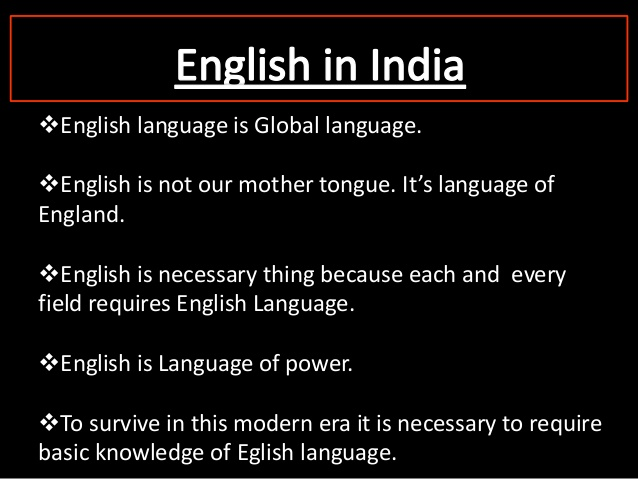 English in India
❖English language is Global language.
❖English is not our mother tongue. It’s language of
England.
❖English is necessary thing because each and every
field requires English Language.
❖English is Language of power.
❖To survive in this modern era it is necessary to require
basic knowledge of Eglish language.